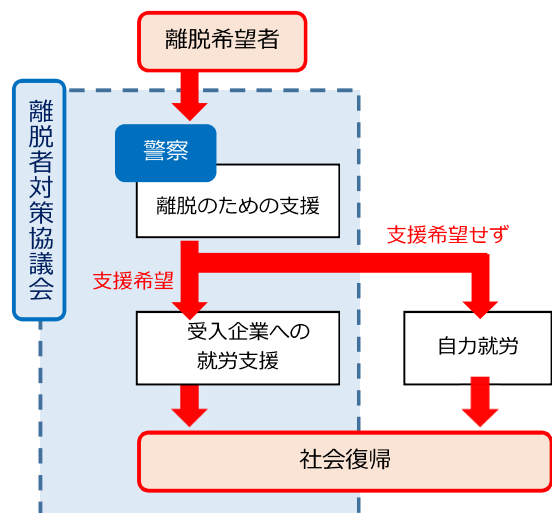 離脱希望者
離脱者対策協議会
警察
離脱のための支援
支援希望せず
支援希望
受入企業への
就労支援
自力就労
社会復帰